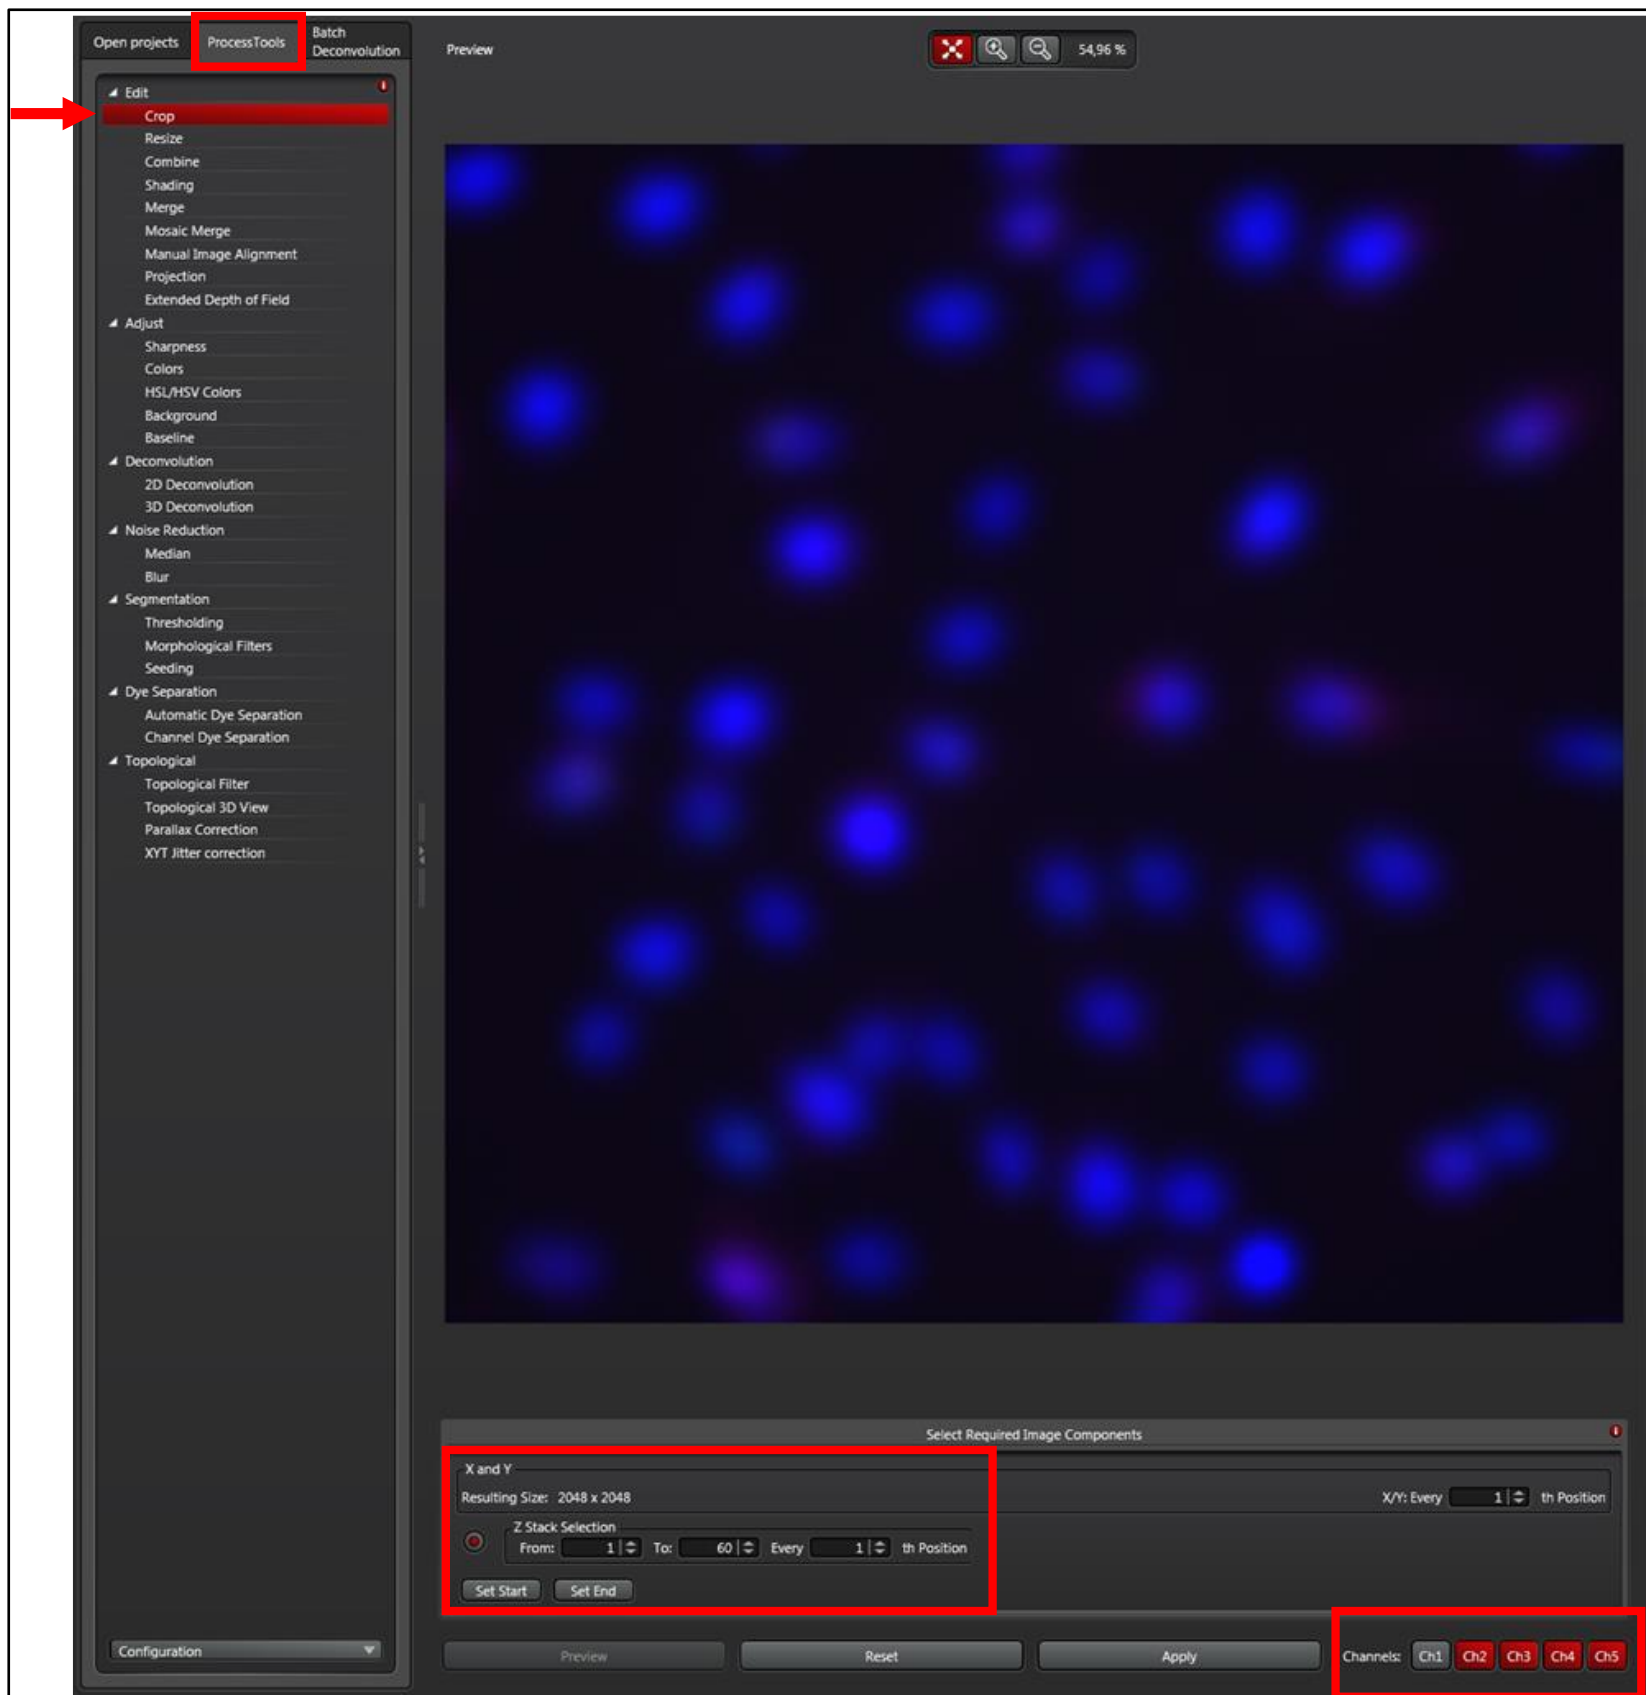 Open projects
ProcessTools
Batch
Deconvolution
Preview
54,96 %
Edit
Crop
Resize
Combine
Shading
Merge
Mosaic Merge
Manual Image Alignment
Projection
Extended Depth of Field
Adjust
Sharpness
Colors
HSL/HSV Colors
Background
Baseline
Deconvolution
2D Deconvolution
3D Deconvolution
Noise Reduction
Median
Blur
Segmentation
Thresholding
Morphological Filters
Seeding
Dye Separation
Automatic Dye Separation
Channel Dye Separation
Topological
Topological Filter
Topological 3D View
Parallax Correction
XYT Jitter correction
Configuration
Select Required Image Components
X and Y
Resulting Size: 2048 x 2048
X/Y: Every 1 th Position
Z Stack Selection
From: 1 To: 60 Every 1 th Position
Set Start Set End
Preview Reset Apply
Channels: Ch1 Ch2 Ch3 Ch4 Ch5